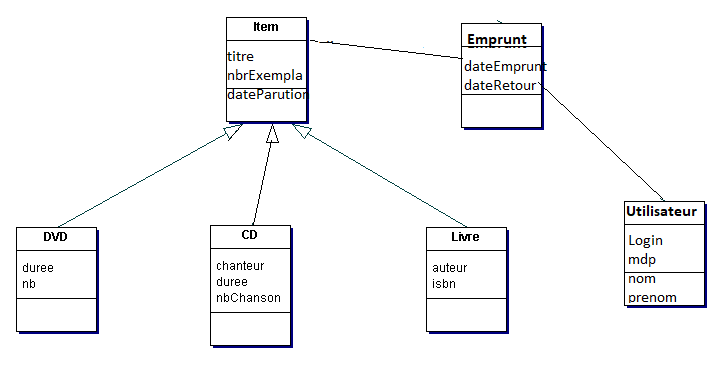 Item
titre
nbrExempla
dateParution
Emprunt
dateEmprunt
dateRetour
Utilisateur
Login
mdp
nom
prenom
DVD
duree
nb
CD
chanteur
duree
nbChanson
Livre
auteur
isbn